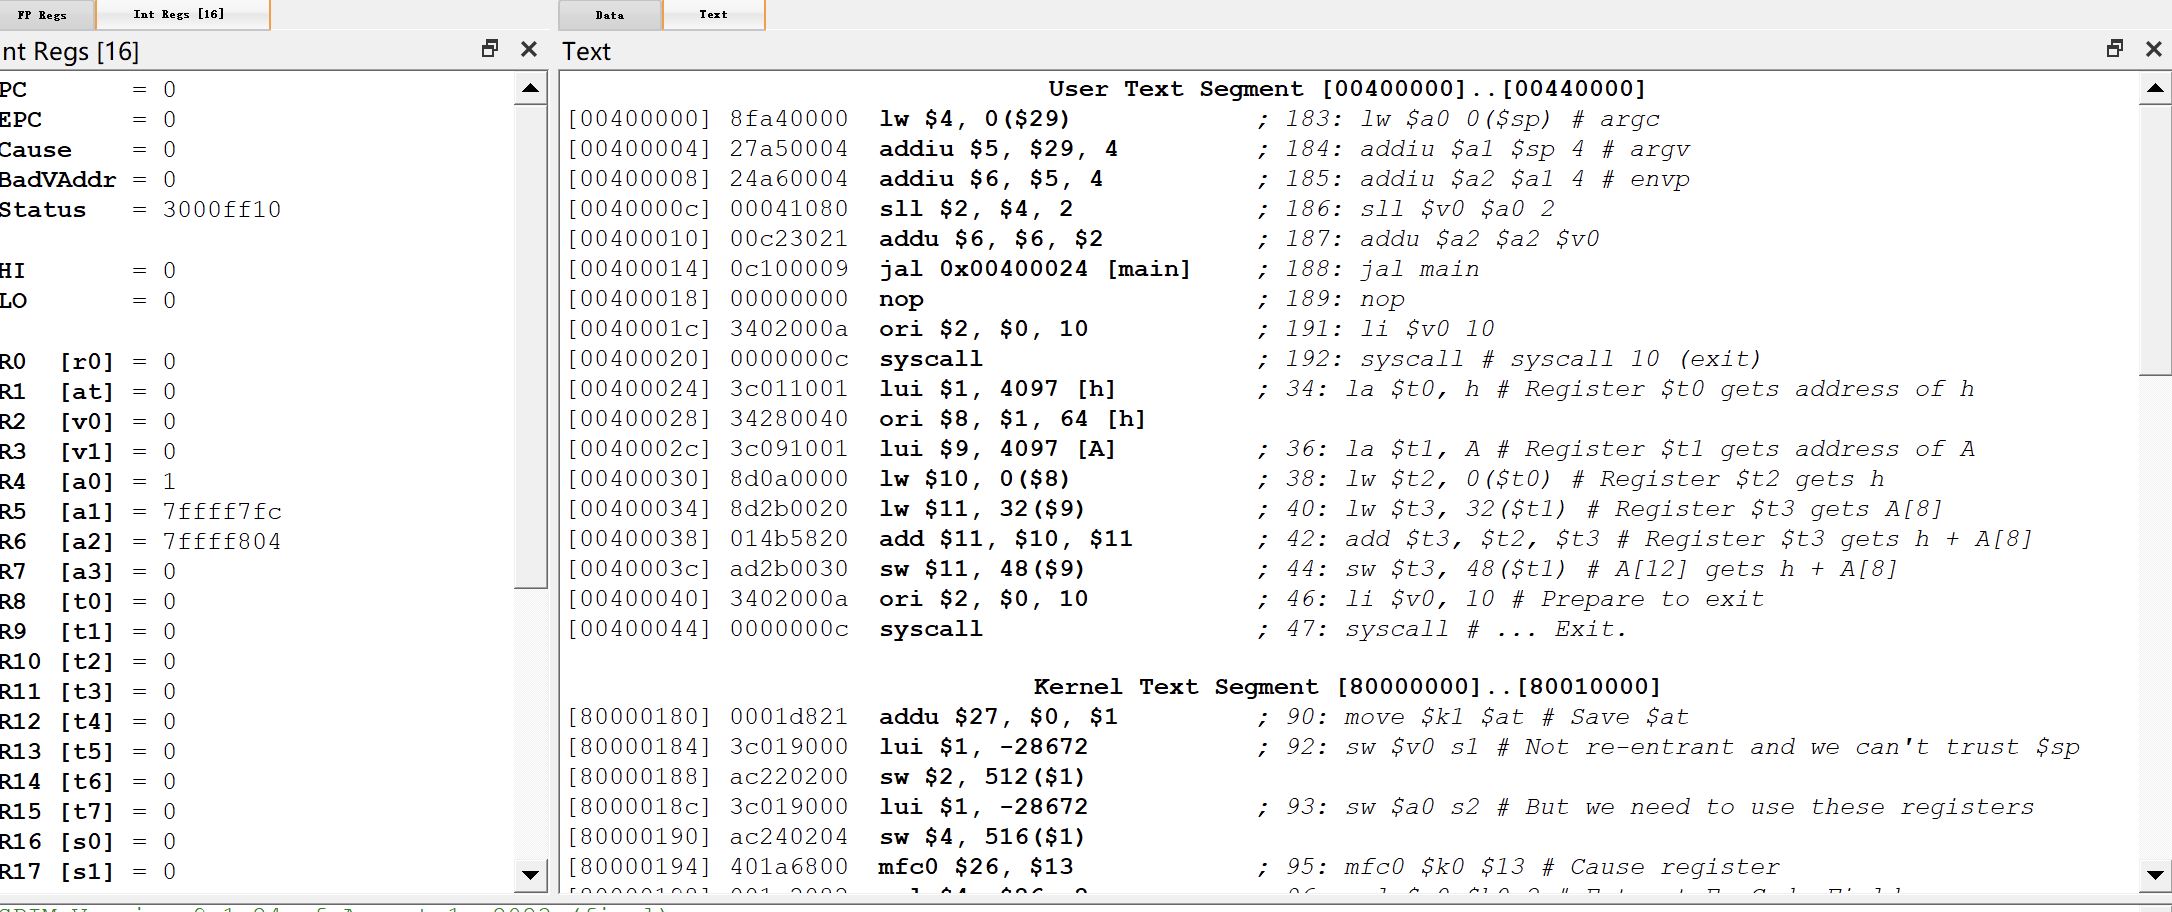 FP Regs
Int Regs [16]
nt Regs [16]
PC = 0
EPC = 0
Cause = 0
BadVAddr = 0
Status = 3000ff10
HI = 0
LO = 0
R0 [r0] = 0
R1 [at] = 0
R2 [v0] = 0
R3 [v1] = 0
R4 [a0] = 1
R5 [a1] = 7ffff7fc
R6 [a2] = 7ffff804
R7 [a3] = 0
R8 [t0] = 0
R9 [t1] = 0
R10 [t2] = 0
R11 [t3] = 0
R12 [t4] = 0
R13 [t5] = 0
R14 [t6] = 0
R15 [t7] = 0
R16 [s0] = 0
R17 [s1] = 0
Data
Text
Text
User Text Segment [00400000]..[00440000]
[00400000] 8fa40000 lw $4, 0($29) ; 183: lw $a0 0($sp) # argc
[00400004] 27a50004 addiu $5, $29, 4 ; 184: addiu $a1 $sp 4 # argv
[00400008] 24a60004 addiu $6, $5, 4 ; 185: addiu $a2 $a1 4 # envp
[0040000c] 00041080 sll $2, $4, 2 ; 186: sll $v0 $a0 2
[00400010] 00c23021 addu $6, $6, $2 ; 187: addu $a2 $a2 $v0
[00400014] 0c100009 jal 0x00400024 [main] ; 188: jal main
[00400018] 00000000 nop ; 189: nop
[0040001c] 3402000a ori $2, $0, 10 ; 191: li $v0 10
[00400020] 0000000c syscall ; 192: syscall # syscall 10 (exit)
[00400024] 3c011001 lui $1, 4097 [h] ; 34: la $t0, h # Register $t0 gets address of h
[00400028] 34280040 ori $8, $1, 64 [h]
[0040002c] 3c091001 lui $9, 4097 [A] ; 36: la $t1, A # Register $t1 gets address of A
[00400030] 8d0a0000 lw $10, 0($8) ; 38: lw $t2, 0($t0) # Register $t2 gets h
[00400034] 8d2b0020 lw $11, 32($9) ; 40: lw $t3, 32($t1) # Register $t3 gets A[8]
[00400038] 014b5820 add $11, $10, $11 ; 42: add $t3, $t2, $t3 # Register $t3 gets h + A[8]
[0040003c] ad2b0030 sw $11, 48($9) ; 44: sw $t3, 48($t1) # A[12] gets h + A[8]
[00400040] 3402000a ori $2, $0, 10 ; 46: li $v0, 10 # Prepare to exit
[00400044] 0000000c syscall ; 47: syscall # ... Exit.
Kernel Text Segment [80000000]..[80010000]
[80000180] 0001d821 addu $27, $0, $1 ; 90: move $k1 $at # Save $at
[80000184] 3c019000 lui $1, -28672 ; 92: sw $v0 s1 # Not re-entrant and we can't trust $sp
[80000188] ac220200 sw $2, 512($1)
[8000018c] 3c019000 lui $1, -28672 ; 93: sw $a0 s2 # But we need to use these registers
[80000190] ac240204 sw $4, 516($1)
[80000194] 401a6800 mfc0 $26, $13 ; 95: mfc0 $k0 $13 # Cause register